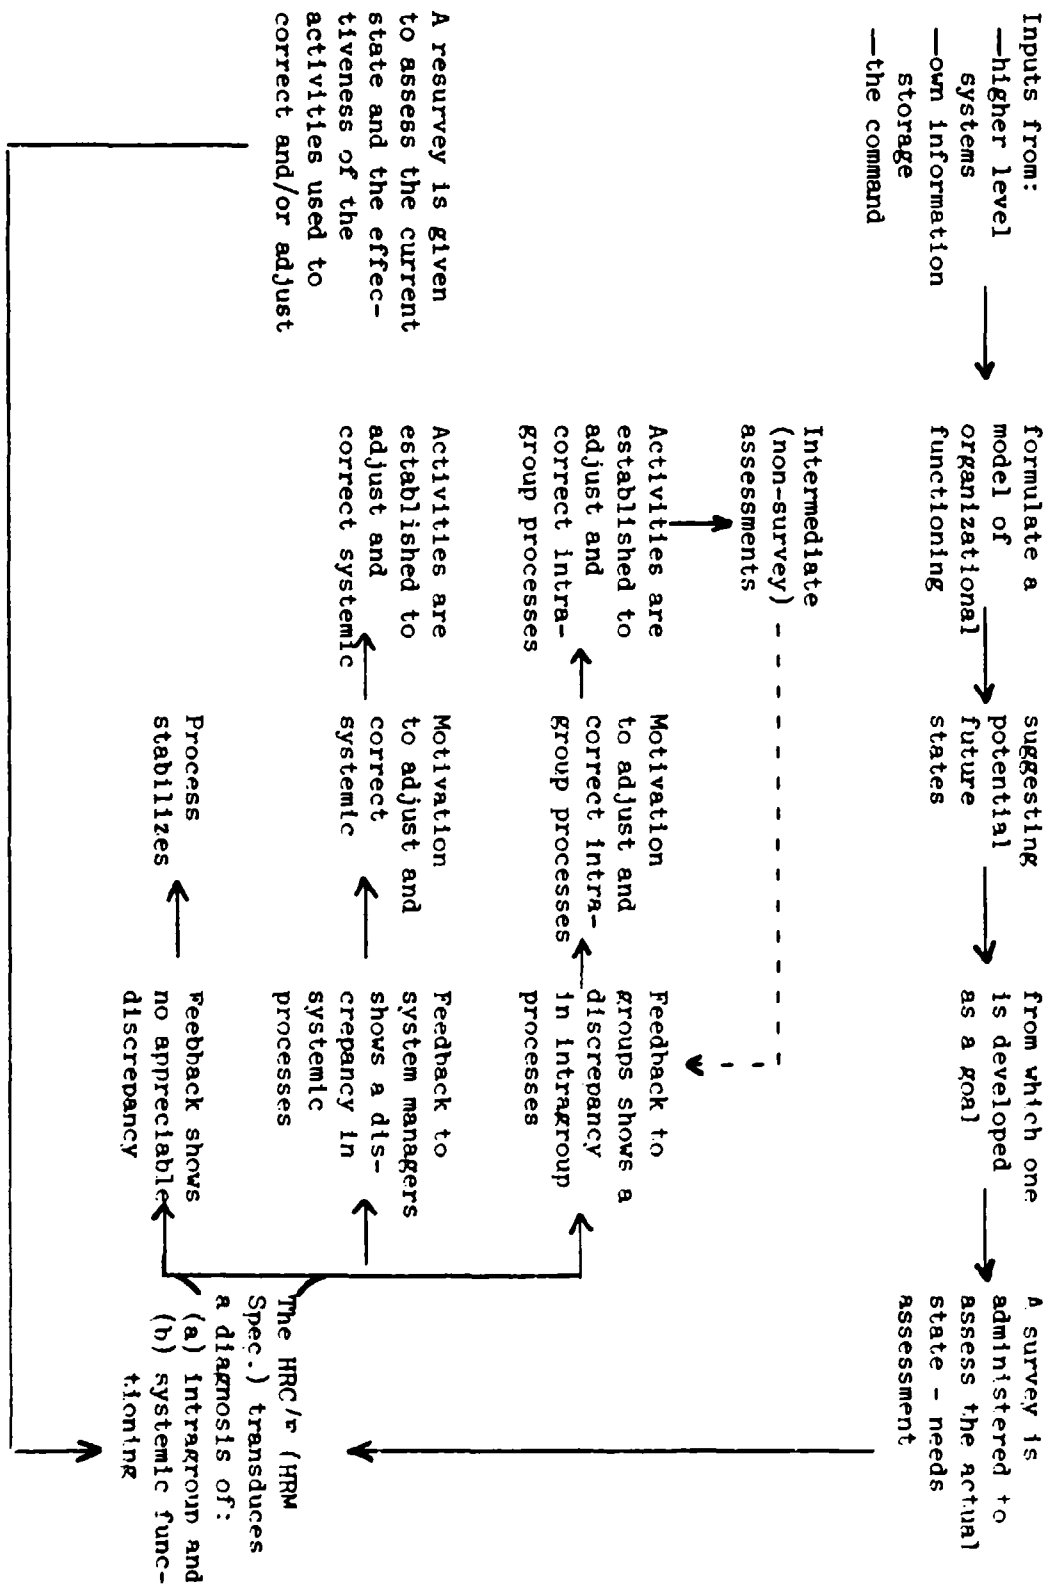 Inputs from:
—higher level
systems
—own information
storage
—the command
formulate a
model of
organizational
functioning
suggesting
potential
future
states
from which one
is developed
as a goal
A survey is
administered to
assess the actual
state - needs
assessment
Intermediate
(non-survey)
assessments
Activities are
established to
adjust and
correct intra-
group processes
Motivation
to adjust and
correct intra-
group processes
Feedback to
groups shows a
discrepancy
in intragroup
processes
The HRC/T (HRM
Spec.) transduces
a diagnosis of:
(a) intragroup and
(b) systemic func-
tioning
A resurvey is given
to assess the current
state and the effec-
tiveness of the
activities used to
correct and/or adjust
Activities are
established to
adjust and
correct systemic
Motivation
to adjust and
correct
systemic
Feedback to
system managers
shows a dis-
crepancy in
systemic
processes
Process
stabilizes
Feebback shows
no appreciable
discrepancy